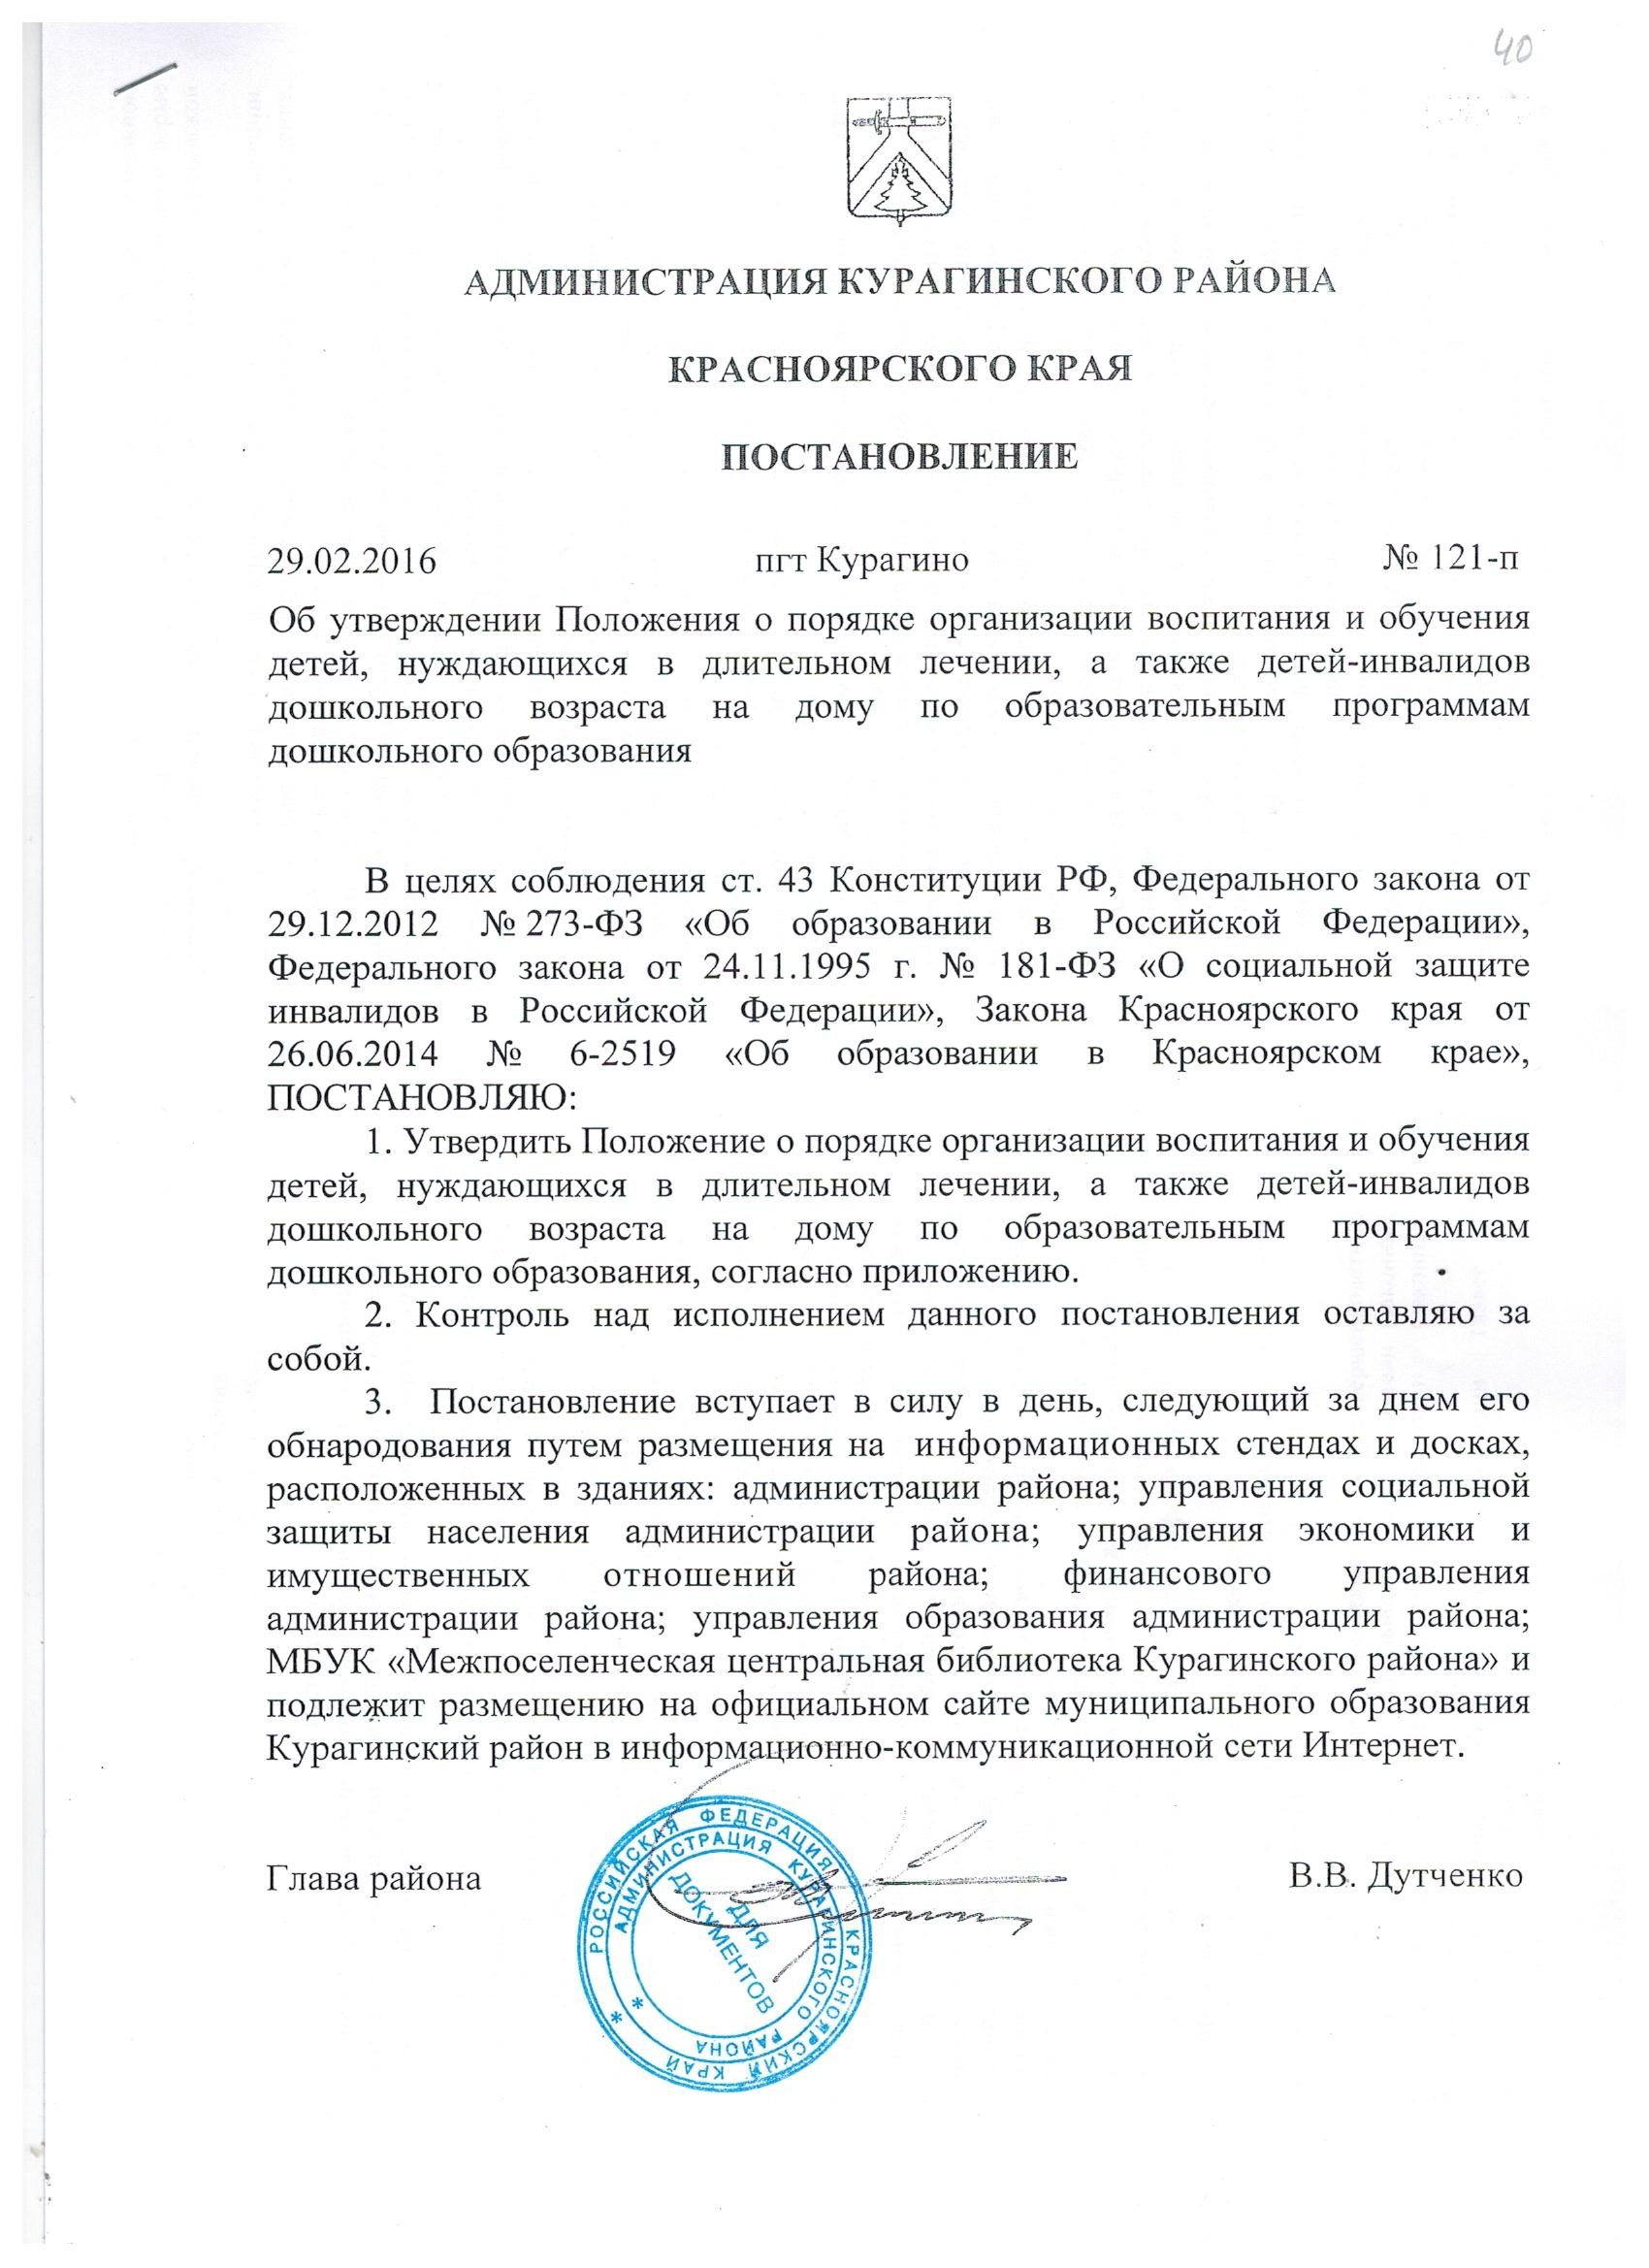 40
АДМИНИСТРАЦИЯ КУРАГИНСКОГО РАЙОНА
КРАСНОЯРСКОГО КРАЯ
ПОСТАНОВЛЕНИЕ
29.02.2016 пгт Курагино № 121-п
Об утверждении Положения о порядке организации воспитания и обучения
детей, нуждающихся в длительном лечении, а также детей-инвалидов
дошкольного возраста на дому по образовательным программам
дошкольного образования
В целях соблюдения ст. 43 Конституции РФ, Федерального закона от
29.12.2012 № 273-ФЗ «Об образовании в Российской Федерации»,
Федерального закона от 24.11.1995 г. № 181-ФЗ «О социальной защите
инвалидов в Российской Федерации», Закона Красноярского края от
26.06.2014 № 6-2519 «Об образовании в Красноярском крае»,
ПОСТАНОВЛЯЮ:
1. Утвердить Положение о порядке организации воспитания и обучения
детей, нуждающихся в длительном лечении, а также детей-инвалидов
дошкольного возраста на дому по образовательным программам
дошкольного образования, согласно приложению.
2. Контроль над исполнением данного постановления оставляю за
собой.
3. Постановление вступает в силу в день, следующий за днем его
обнародования путем размещения на информационных стендах и досках,
расположенных в зданиях: администрации района; управления социальной
защиты населения администрации района; управления экономики и
имущественных отношений района; финансового управления
администрации района; управления образования администрации района;
МБУК «Межпоселенческая центральная библиотека Курагинского района» и
подлежит размещению на официальном сайте муниципального образования
Курагинский район в информационно-коммуникационной сети Интернет.
Глава района В.В. Дутченко
РОССИЙСКАЯ ФЕДЕРАЦИЯ КРАСНОЯРСКИЙ КРАЙ *
АДМИНИСТРАЦИЯ КУРАГИНСКОГО РАЙОНА *
ДЛЯ
ДОКУМЕНТОВ